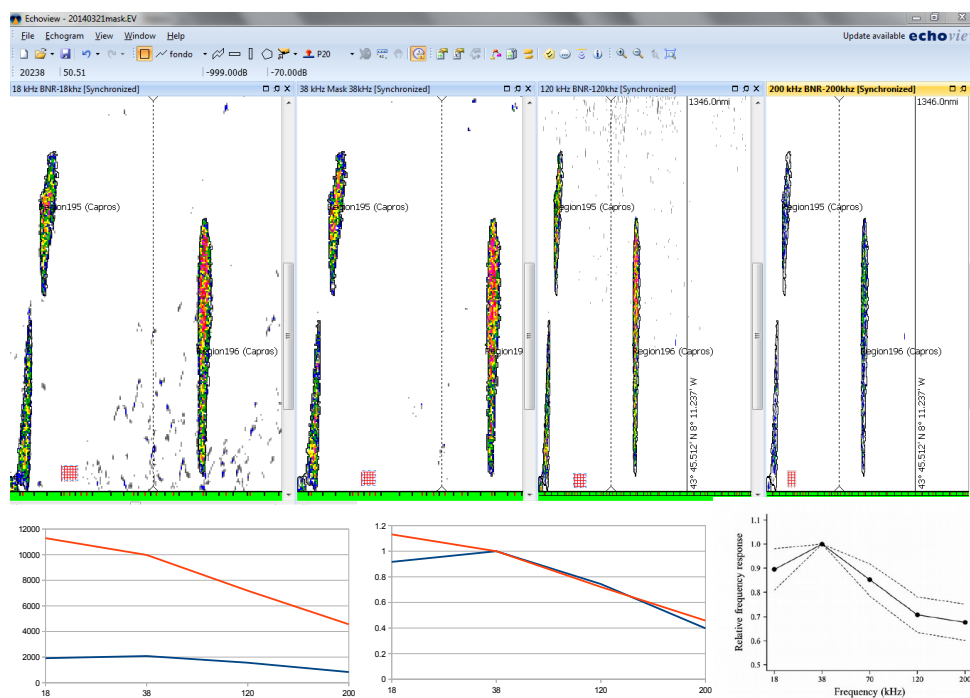 Echoview - 20140321mask.EV
File Echogram View Window Help
Update available echoview
fondo P20
20238 50.51 -999.00dB -70.00dB
18 kHz BNR-18khz [Synchronized] 38 kHz Mask 38kHz [Synchronized] 120 kHz BNR-120khz [Synchronized] 200 kHz BNR-200khz [Synchronized]
1346.0nmi 1346.0nmi
Region195 (Capros) Region195 (Capros) Region195 (Capros) Region195 (Capros)
Region196 (Capros) Region19 Region196 (Capros) Region196 (Capros)
43° 45.512' N 8° 11.237' W 43° 45.512' N 8° 11.237' W
12000
10000
8000
6000
4000
2000
0
18 38 120 200
1.2
1
0.8
0.6
0.4
0.2
0
18 38 120 200
Relative frequency response
1.1
1.0
0.9
0.8
0.7
0.6
0.5
18 38 70 120 200
Frequency (kHz)